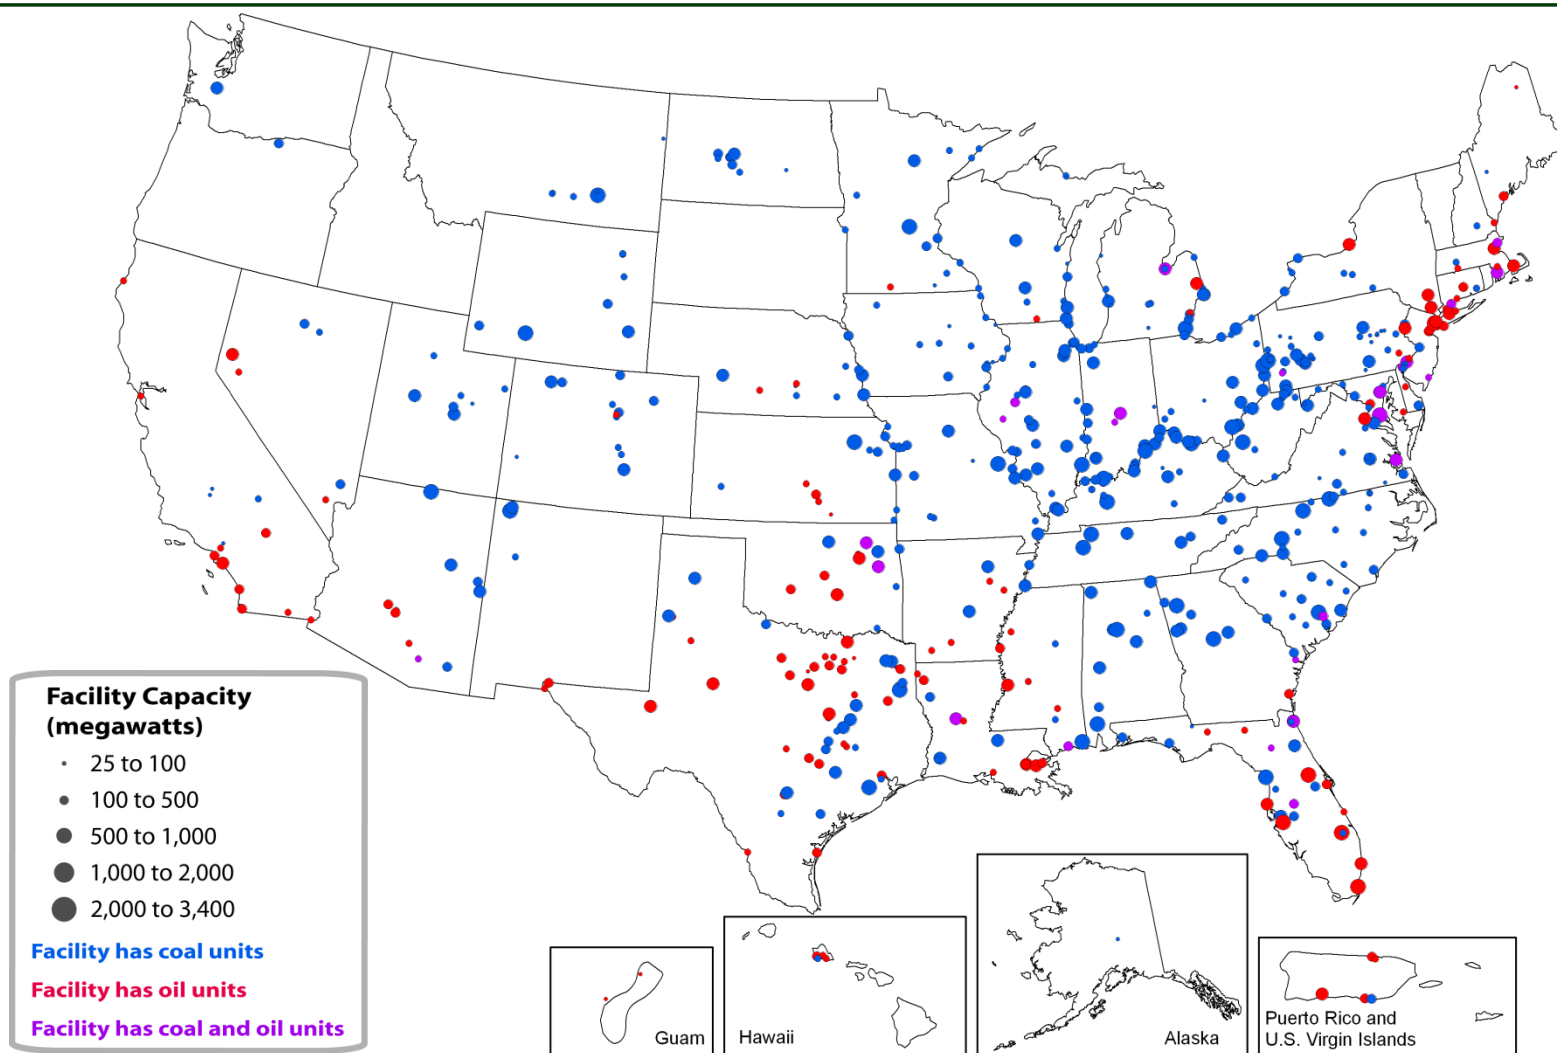 Facility Capacity
(megawatts)
25 to 100
100 to 500
500 to 1,000
1,000 to 2,000
2,000 to 3,400
Facility has coal units
Facility has oil units
Facility has coal and oil units
Guam
Hawaii
Alaska
Puerto Rico and
U.S. Virgin Islands